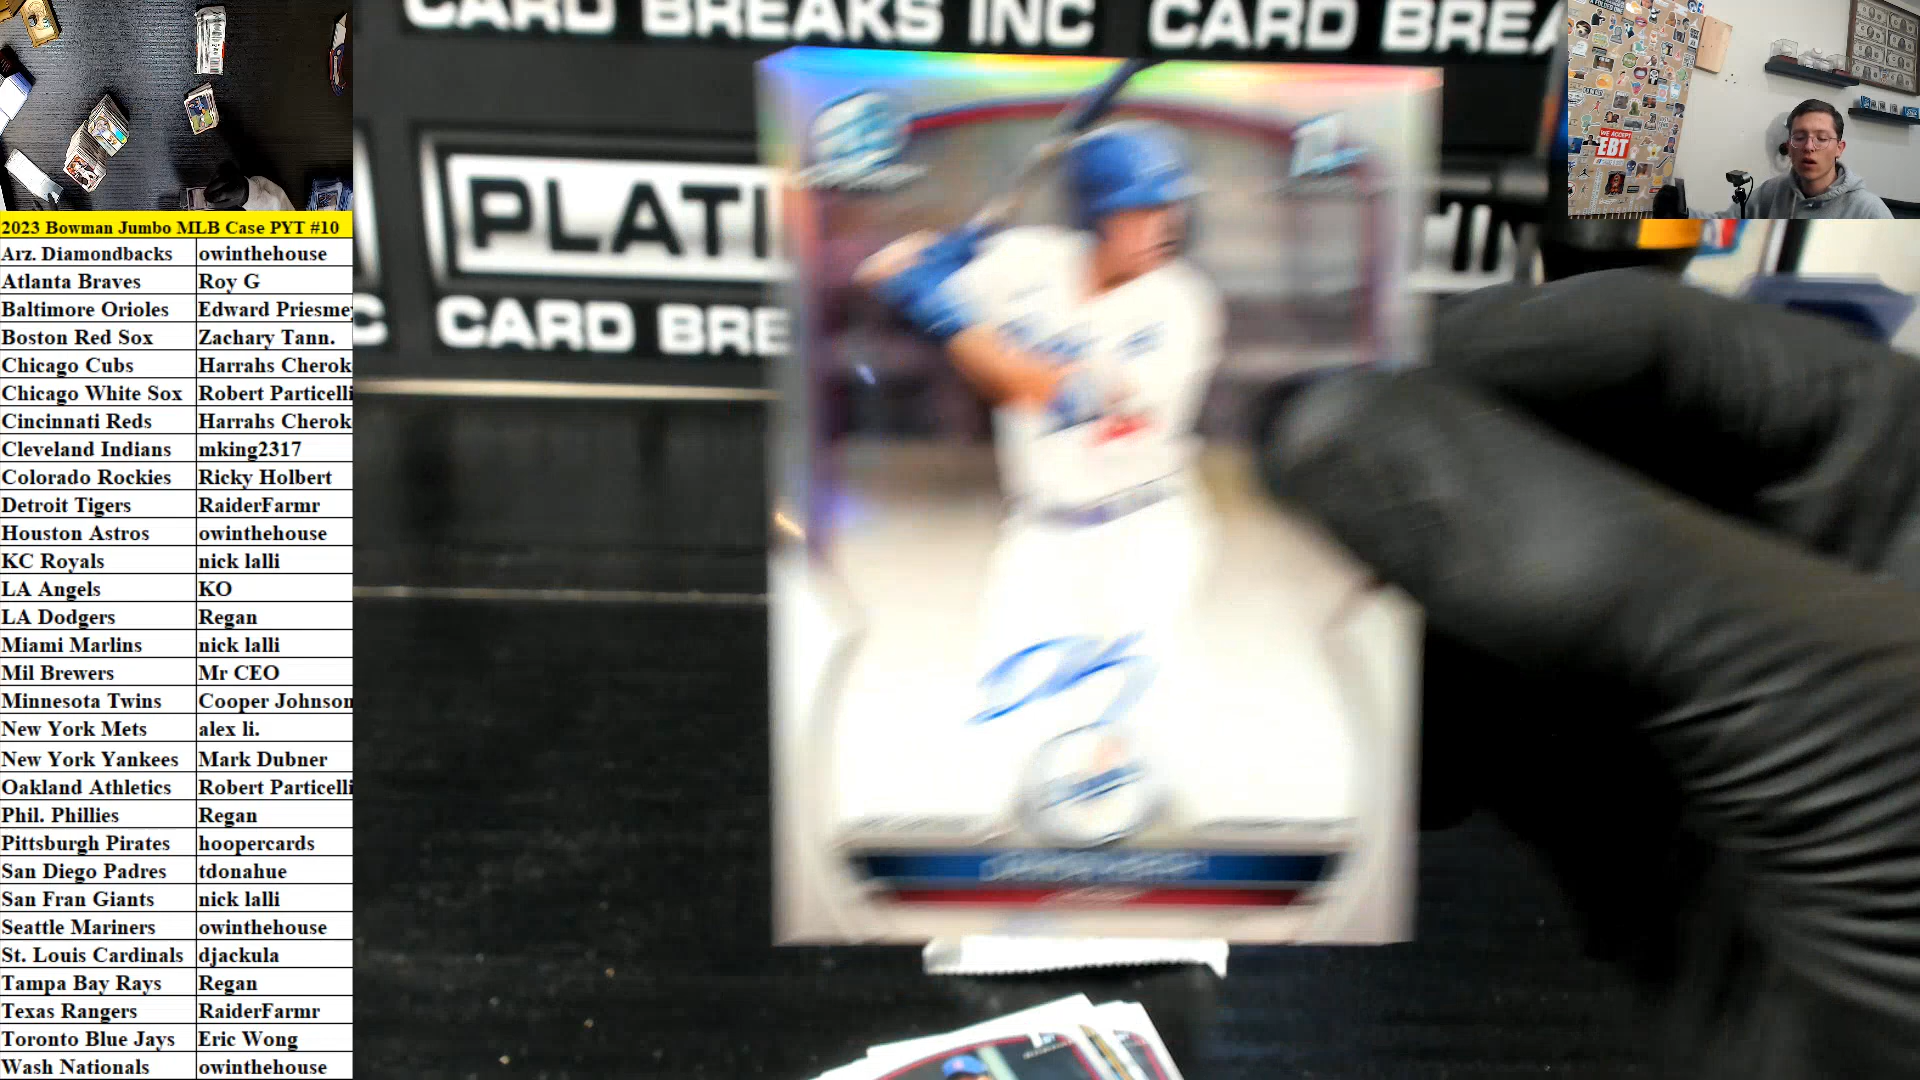 CARD BREAKS INC CARD BREA
PLATI
CARD BRE
WE ACCEPT
EBT
2023 Bowman Jumbo MLB Case PYT #10
Arz. Diamondbacks owinthehouse
Atlanta Braves Roy G
Baltimore Orioles Edward Priesmey
Boston Red Sox Zachary Tann.
Chicago Cubs Harrahs Cherok
Chicago White Sox Robert Particelli
Cincinnati Reds Harrahs Cherok
Cleveland Indians mking2317
Colorado Rockies Ricky Holbert
Detroit Tigers RaiderFarmr
Houston Astros owinthehouse
KC Royals nick lalli
LA Angels KO
LA Dodgers Regan
Miami Marlins nick lalli
Mil Brewers Mr CEO
Minnesota Twins Cooper Johnson
New York Mets alex li.
New York Yankees Mark Dubner
Oakland Athletics Robert Particelli
Phil. Phillies Regan
Pittsburgh Pirates hoopercards
San Diego Padres tdonahue
San Fran Giants nick lalli
Seattle Mariners owinthehouse
St. Louis Cardinals djackula
Tampa Bay Rays Regan
Texas Rangers RaiderFarmr
Toronto Blue Jays Eric Wong
Wash Nationals owinthehouse